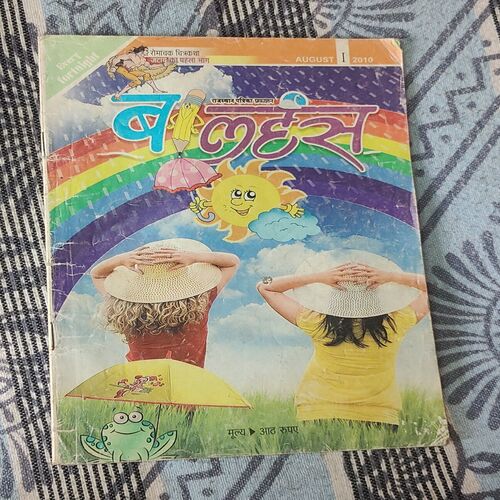 रोमांचक चित्रकथा
AUGUST I 2010
राजस्थान पत्रिका प्रकाशन
बालहंस
मूल्य ▶ आठ रुपए